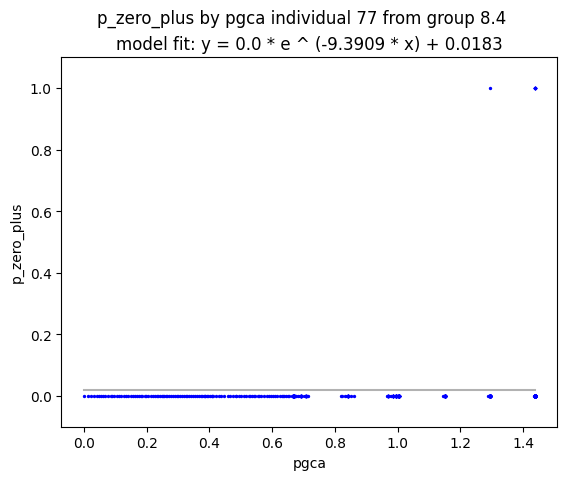 p_zero_plus by pgca individual 77 from group 8.4
model fit: y = 0.0 * e ^ (-9.3909 * x) + 0.0183
1.0
0.8
0.6
0.4
0.2
0.0
p_zero_plus
0.0 0.2 0.4 0.6 0.8 1.0 1.2 1.4
pgca